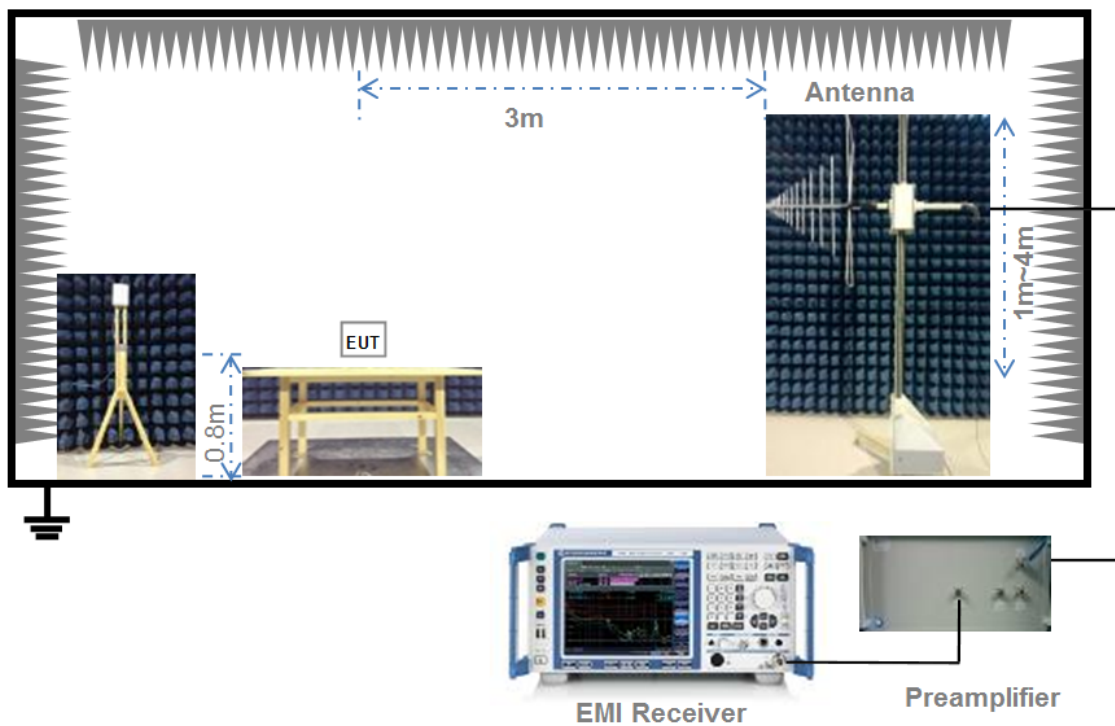 Antenna
3m
1m~4m
EUT
0.8m
EMI Receiver
Preamplifier